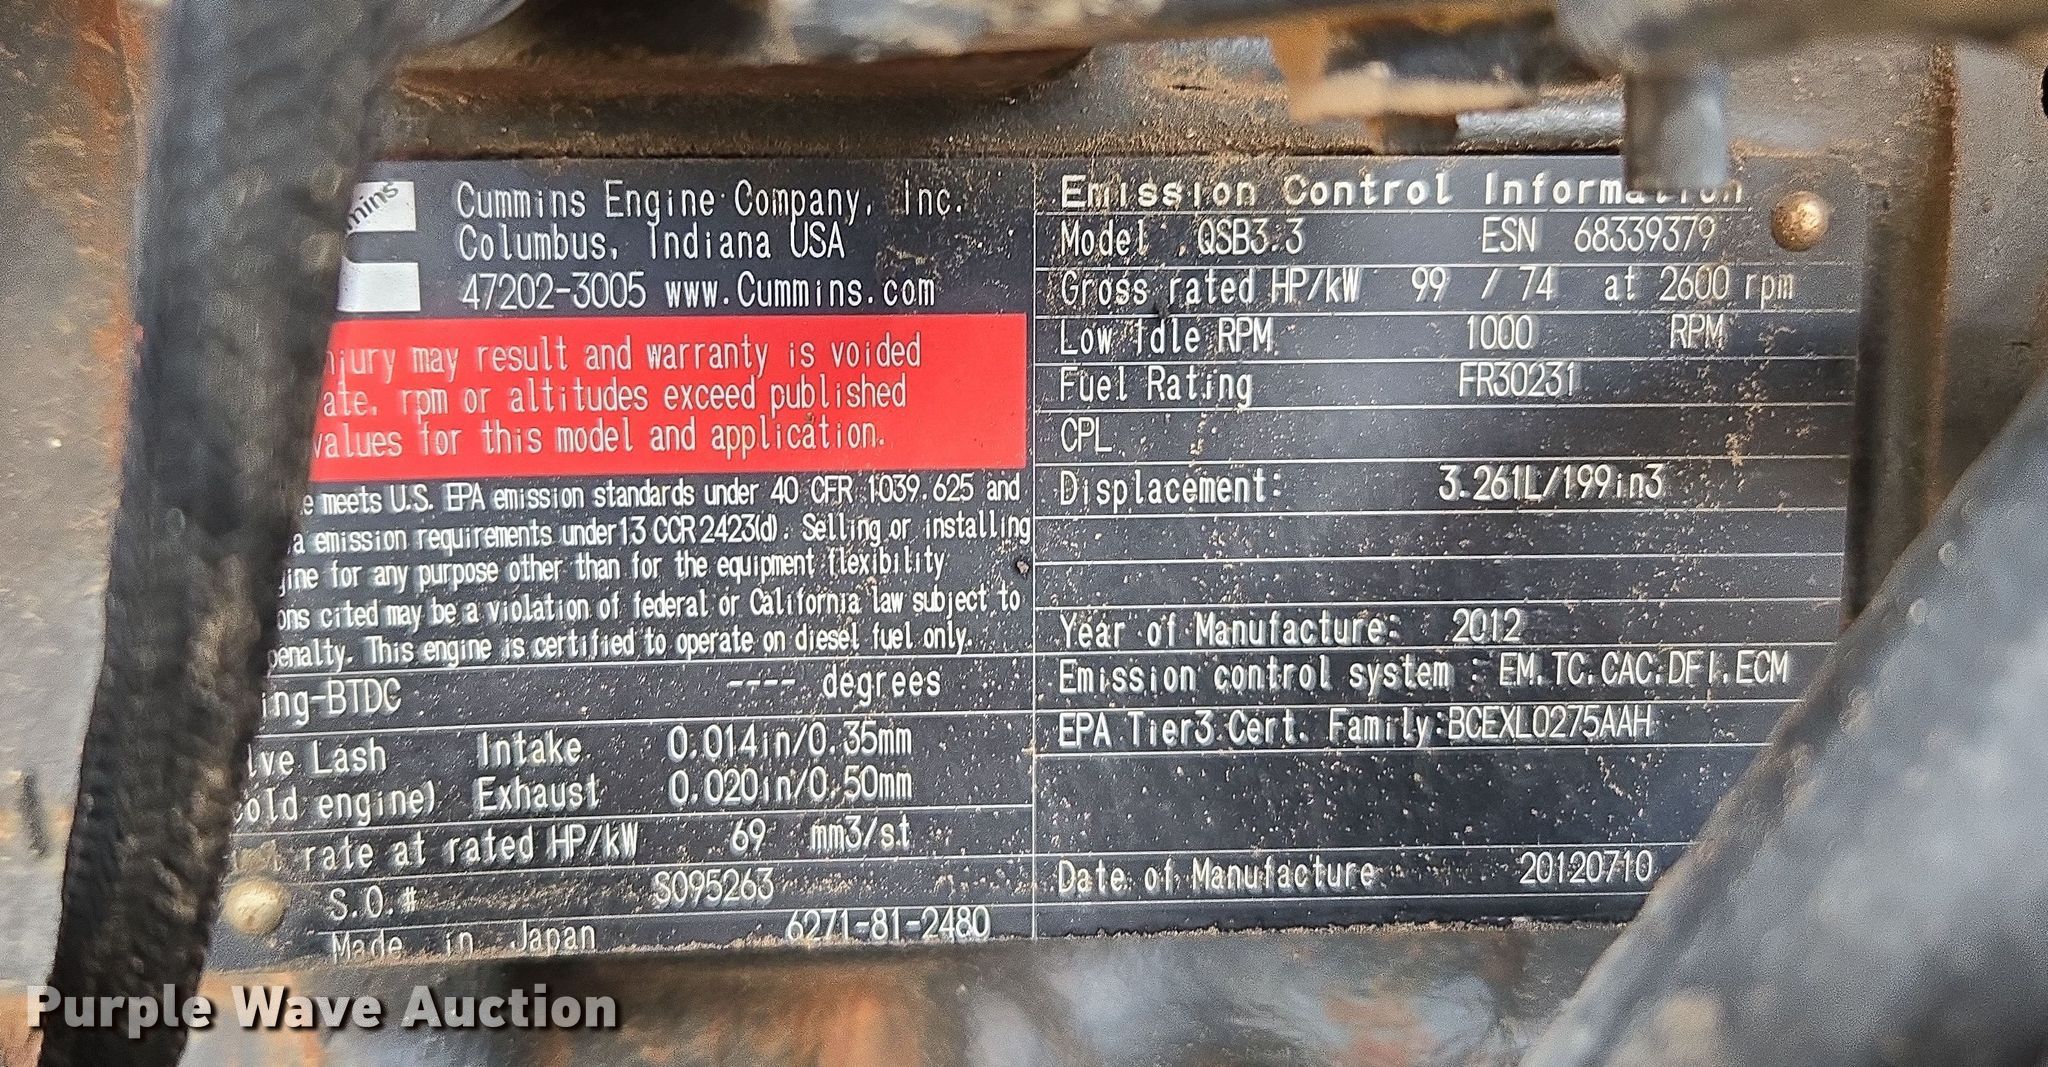 Cummins Engine Company, Inc.
Columbus, Indiana USA
47202-3005 www.Cummins.com
may result and warranty is voided
rpm or altitudes exceed published
values for this model and application.
meets U.S. EPA emission standards under 40 CFR 1039.625 and
emission requirements under 13 CCR 2423(d). Selling or installing
for any purpose other than for the equipment flexibility
cited may be a violation of federal or California law subject to
penalty. This engine is certified to operate on diesel fuel only.
-BTDC ---- degrees
Lash Intake 0.014in/0.35mm
engine) Exhaust 0.020in/0.50mm
rate at rated HP/kW 69 mm3/st
S.O.# S095263
Made in Japan 6271-81-2480
Emission Control Information
Model QSB3.3 ESN 68339379
Gross rated HP/kW 99 / 74 at 2600 rpm
Low Idle RPM 1000 RPM
Fuel Rating FR30231
CPL
Displacement: 3.261L/199in3
Year of Manufacture: 2012
Emission control system : EM,TC,CAC,DFI,ECM
EPA Tier3 Cert. Family:BCEXL0275AAH
Date of Manufacture 20120710
Purple Wave Auction